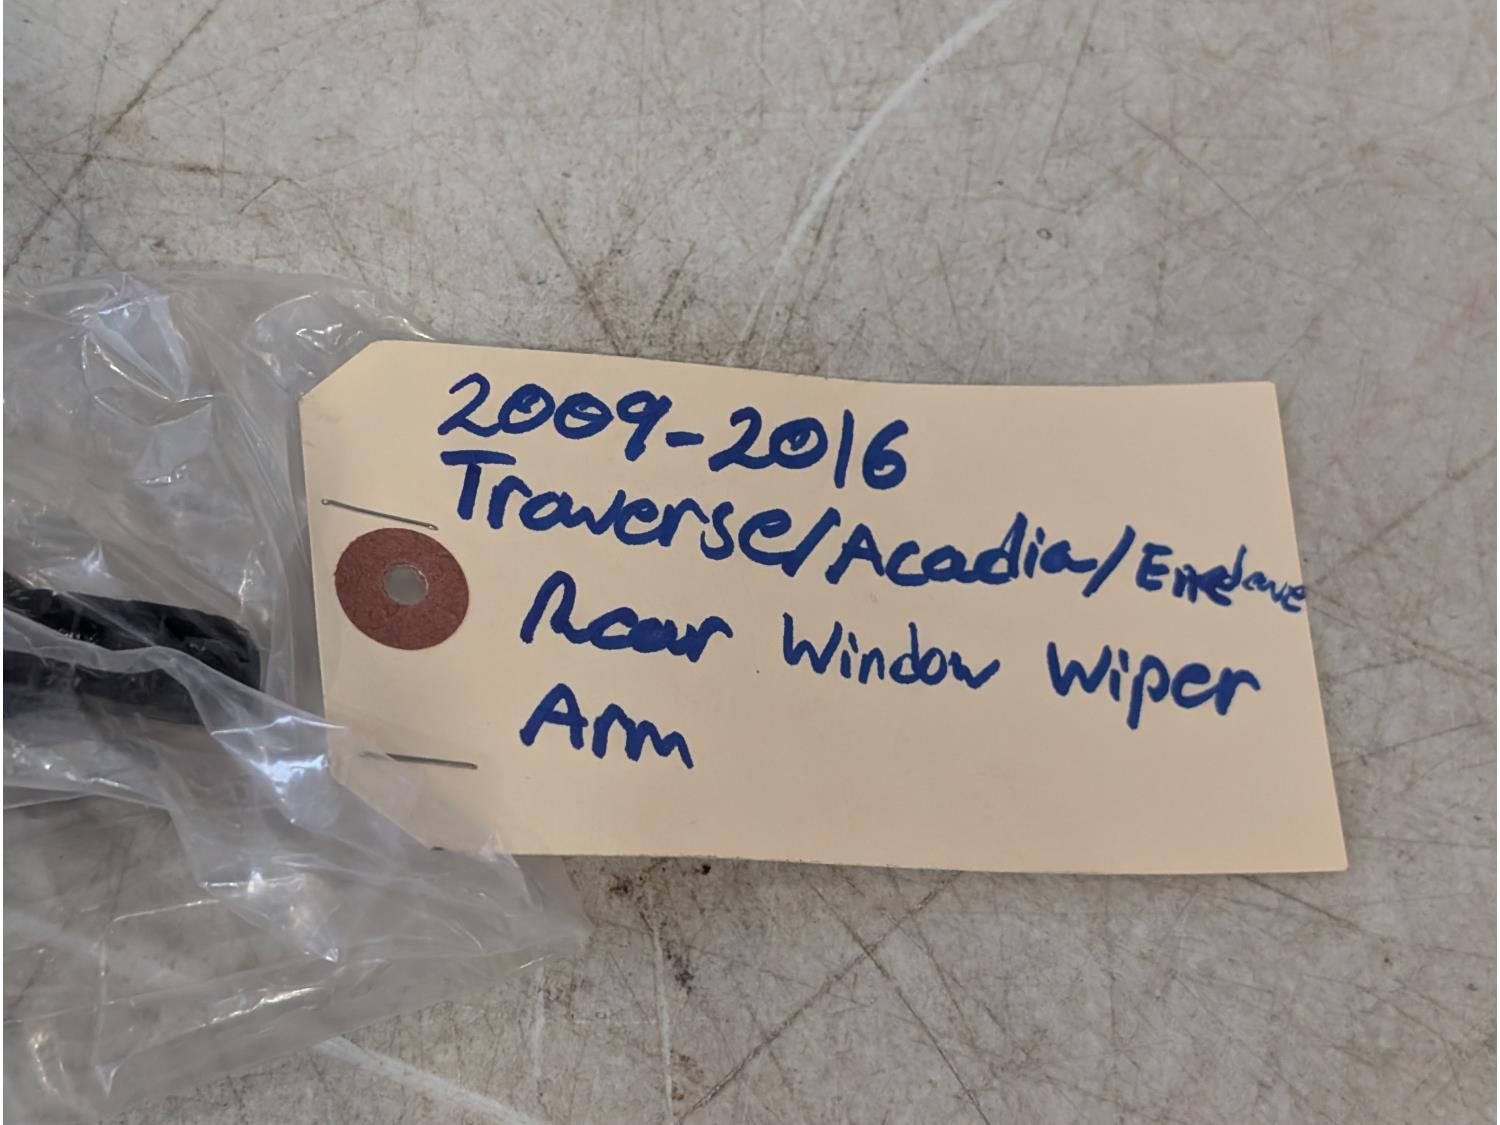 2009-2016
Traverse/Acadia/Enclave
Rear Window Wiper
Arm